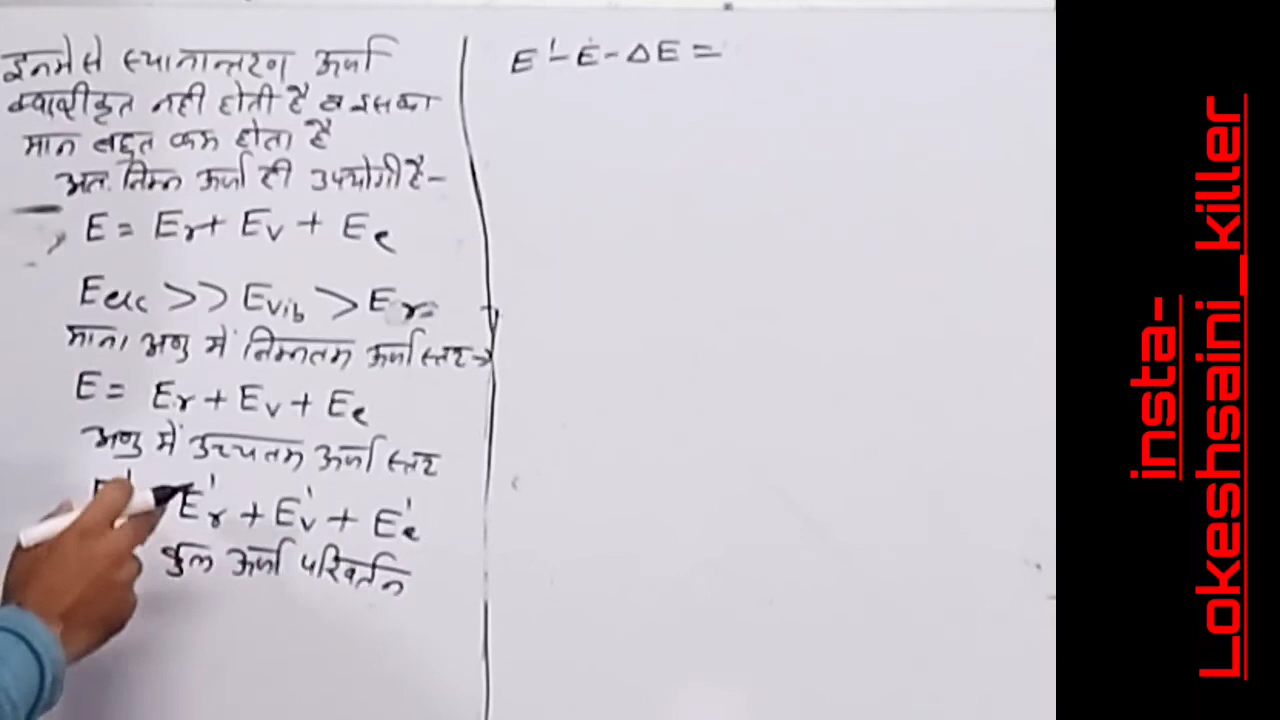 इनमे से स्थानान्तरण ऊर्जा
क्वाण्टीकृत नही होती है व इसका
मान बहुत कम होता है
अतः निम्न ऊर्जा ही उपयोगी है-
E = Er + Ev + Ee
Eele >> Evib > Er
माना अणु में निम्नतम ऊर्जा स्तर →
E = Er + Ev + Ee
अणु में उच्चतम ऊर्जा स्तर
E'r + E'v + E'e
कुल ऊर्जा परिवर्तन
E' - E - ΔE =
insta-
Lokeshsaini_killer